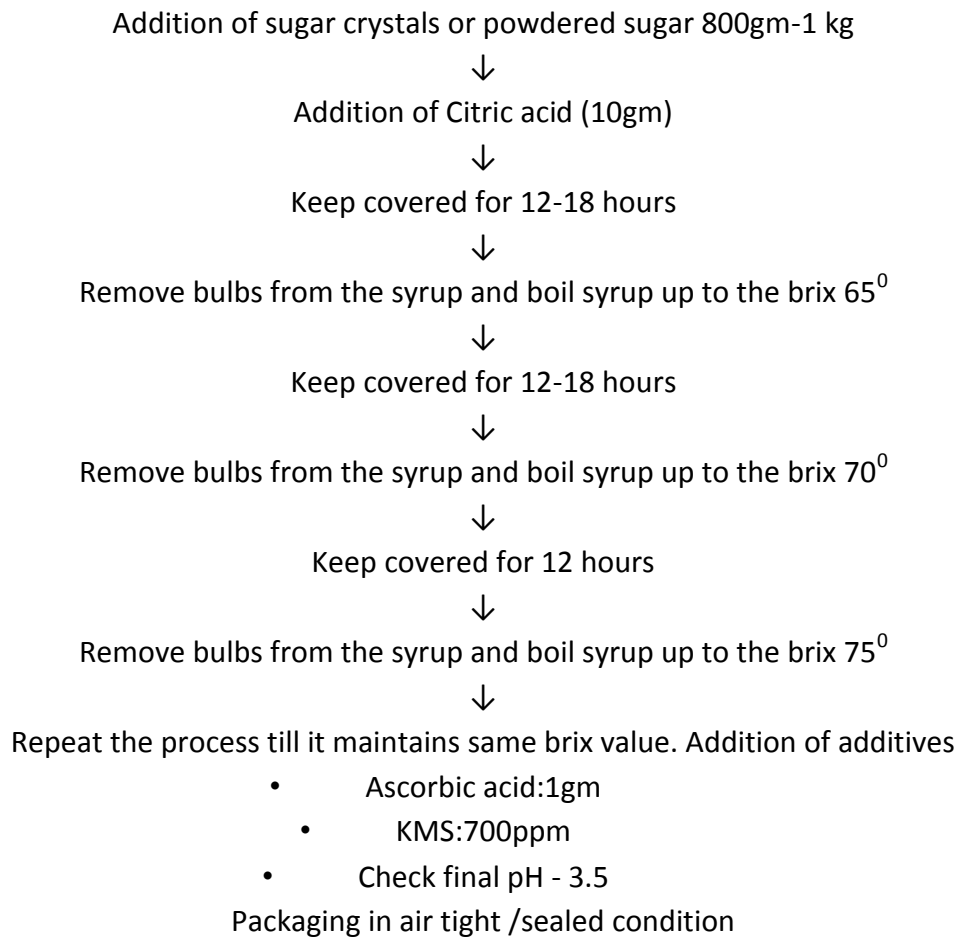 Addition of sugar crystals or powdered sugar 800gm-1 kg
↓
Addition of Citric acid (10gm)
↓
Keep covered for 12-18 hours
↓
Remove bulbs from the syrup and boil syrup up to the brix 65⁰
↓
Keep covered for 12-18 hours
↓
Remove bulbs from the syrup and boil syrup up to the brix 70⁰
↓
Keep covered for 12 hours
↓
Remove bulbs from the syrup and boil syrup up to the brix 75⁰
↓
Repeat the process till it maintains same brix value. Addition of additives
• Ascorbic acid:1gm
• KMS:700ppm
• Check final pH - 3.5
Packaging in air tight /sealed condition